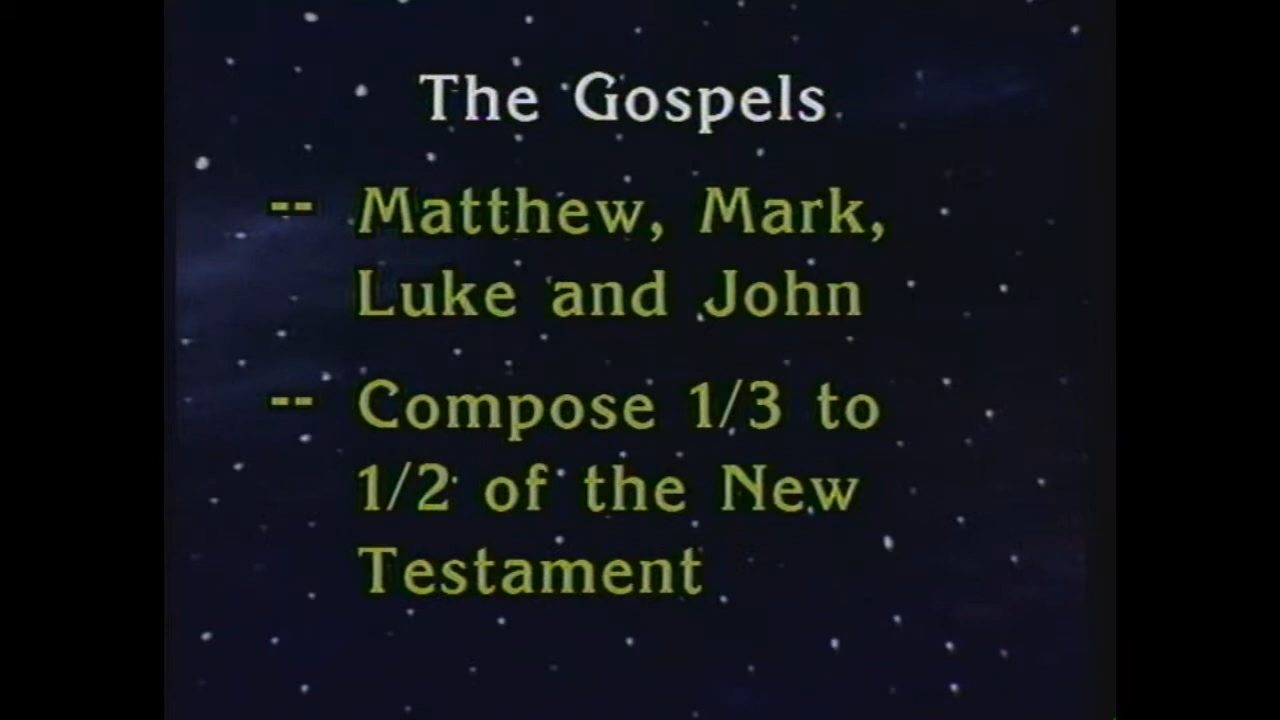 The Gospels
-- Matthew, Mark,
Luke and John
-- Compose 1/3 to
1/2 of the New
Testament